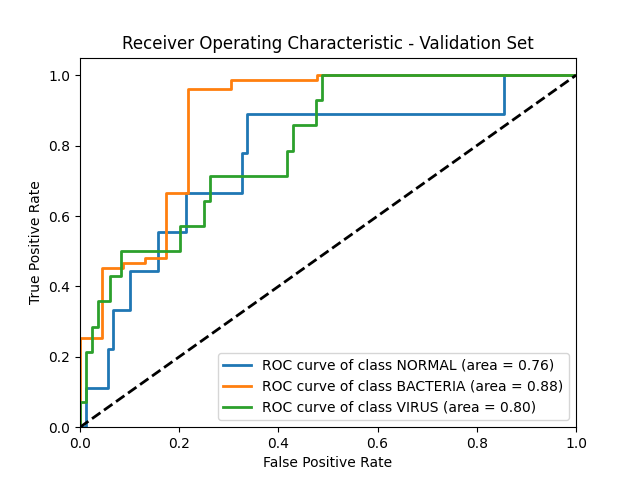 Receiver Operating Characteristic - Validation Set
True Positive Rate
1.0
0.8
0.6
0.4
0.2
0.0
ROC curve of class NORMAL (area = 0.76)
ROC curve of class BACTERIA (area = 0.88)
ROC curve of class VIRUS (area = 0.80)
0.0 0.2 0.4 0.6 0.8 1.0
False Positive Rate